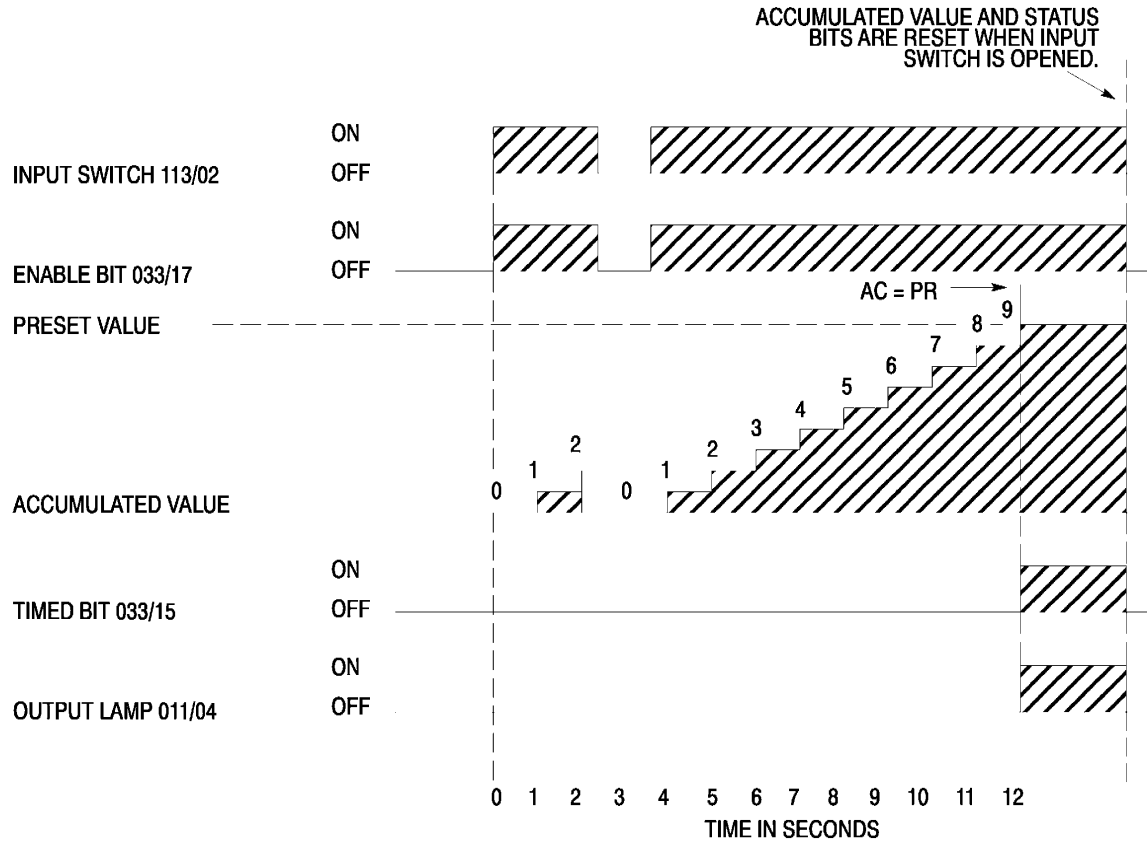 ACCUMULATED VALUE AND STATUS
BITS ARE RESET WHEN INPUT
SWITCH IS OPENED.
ON
INPUT SWITCH 113/02 OFF
ON
ENABLE BIT 033/17 OFF
AC = PR
PRESET VALUE
9
8
7
6
5
4
3
2 2
1 1
0 0
ACCUMULATED VALUE
ON
TIMED BIT 033/15 OFF
ON
OUTPUT LAMP 011/04 OFF
0 1 2 3 4 5 6 7 8 9 10 11 12
TIME IN SECONDS